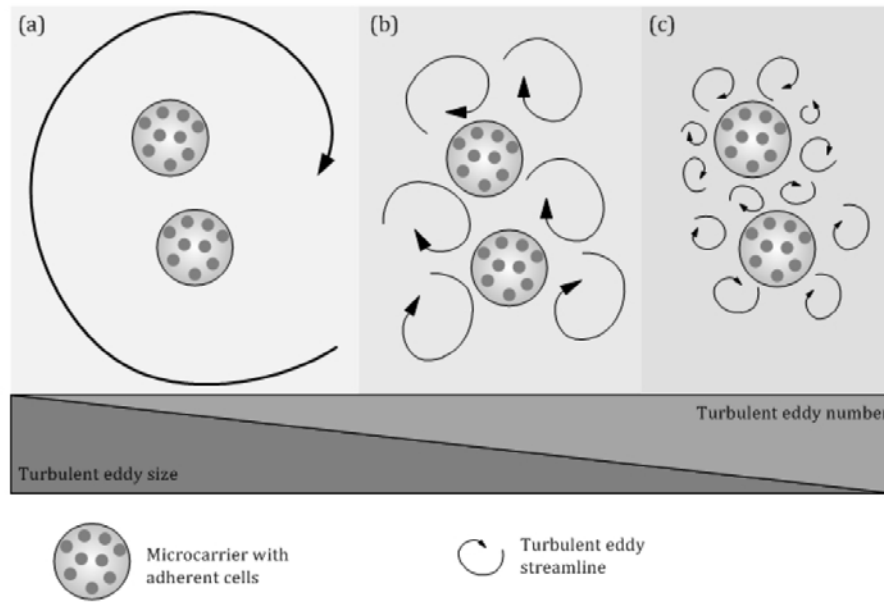 (a)
(b)
(c)
Turbulent eddy number
Turbulent eddy size
Microcarrier with
adherent cells
Turbulent eddy
streamline